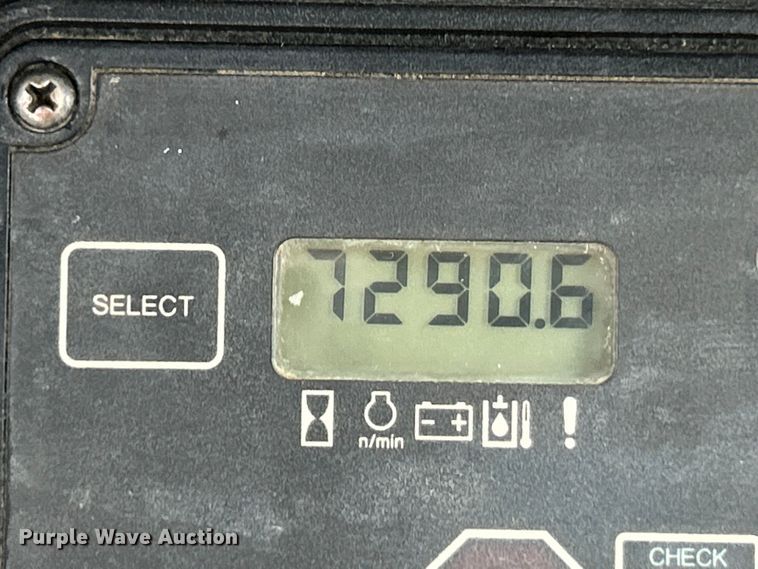 7290.6
SELECT
n/min
Purple Wave Auction
CHECK